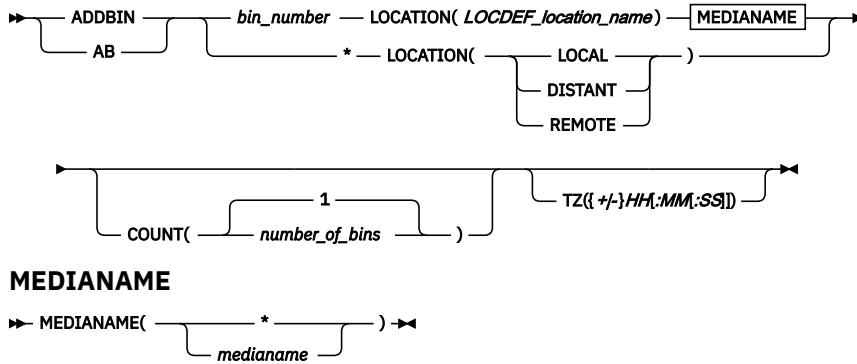 ADDBIN bin_number LOCATION( LOCDEF_location_name ) MEDIANAME
AB * LOCATION( LOCAL )
DISTANT
REMOTE
1 TZ({ +/-}HH[:MM[:SS]])
COUNT( number_of_bins )
MEDIANAME
MEDIANAME( * )
medianame